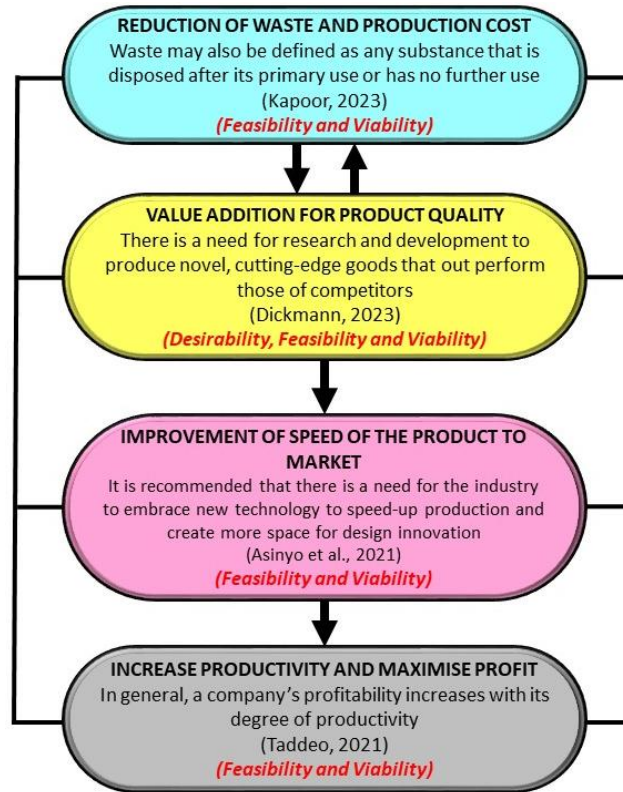 REDUCTION OF WASTE AND PRODUCTION COST
Waste may also be defined as any substance that is
disposed after its primary use or has no further use
(Kapoor, 2023)
(Feasibility and Viability)
VALUE ADDITION FOR PRODUCT QUALITY
There is a need for research and development to
produce novel, cutting-edge goods that out perform
those of competitors
(Dickmann, 2023)
(Desirability, Feasibility and Viability)
IMPROVEMENT OF SPEED OF THE PRODUCT TO
MARKET
It is recommended that there is a need for the industry
to embrace new technology to speed-up production and
create more space for design innovation
(Asinyo et al., 2021)
(Feasibility and Viability)
INCREASE PRODUCTIVITY AND MAXIMISE PROFIT
In general, a company's profitability increases with its
degree of productivity
(Taddeo, 2021)
(Feasibility and Viability)